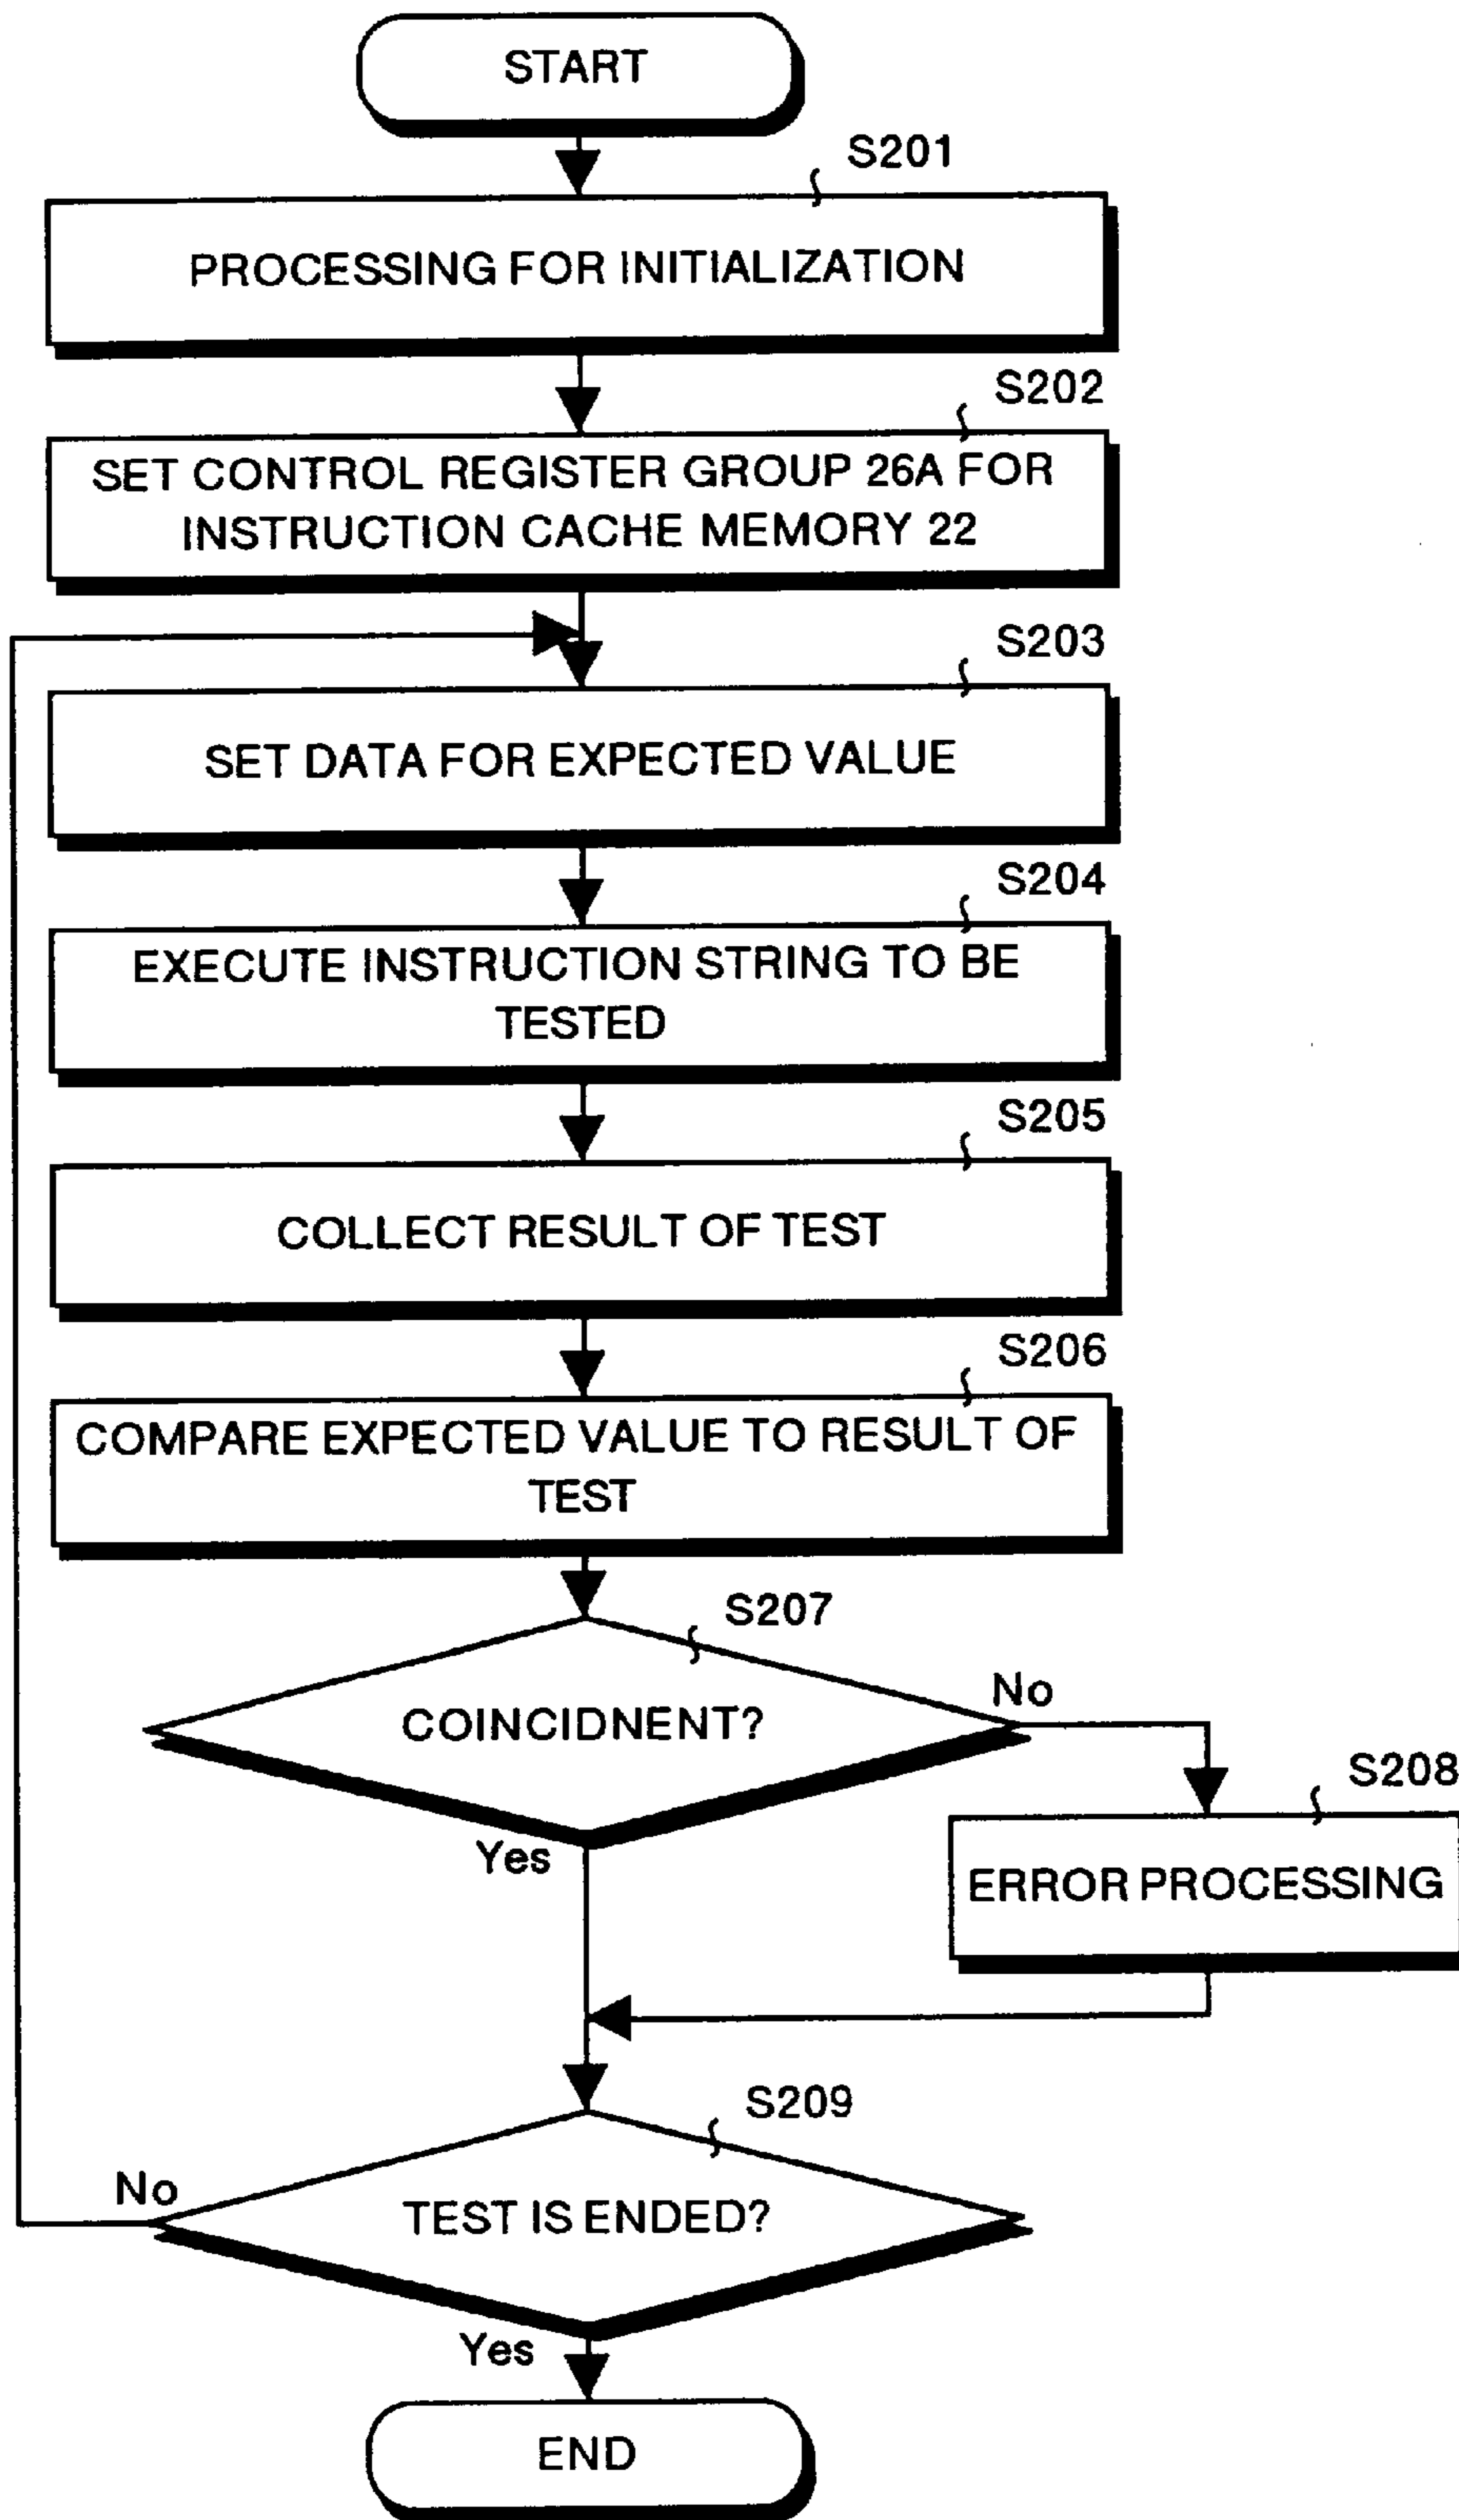 START
S201
PROCESSING FOR INITIALIZATION
S202
SET CONTROL REGISTER GROUP 26A FOR
INSTRUCTION CACHE MEMORY 22
S203
SET DATA FOR EXPECTED VALUE
S204
EXECUTE INSTRUCTION STRING TO BE
TESTED
S205
COLLECT RESULT OF TEST
S206
COMPARE EXPECTED VALUE TO RESULT OF
TEST
S207
COINCIDNENT?
No
S208
ERROR PROCESSING
Yes
S209
No
TEST IS ENDED?
Yes
END